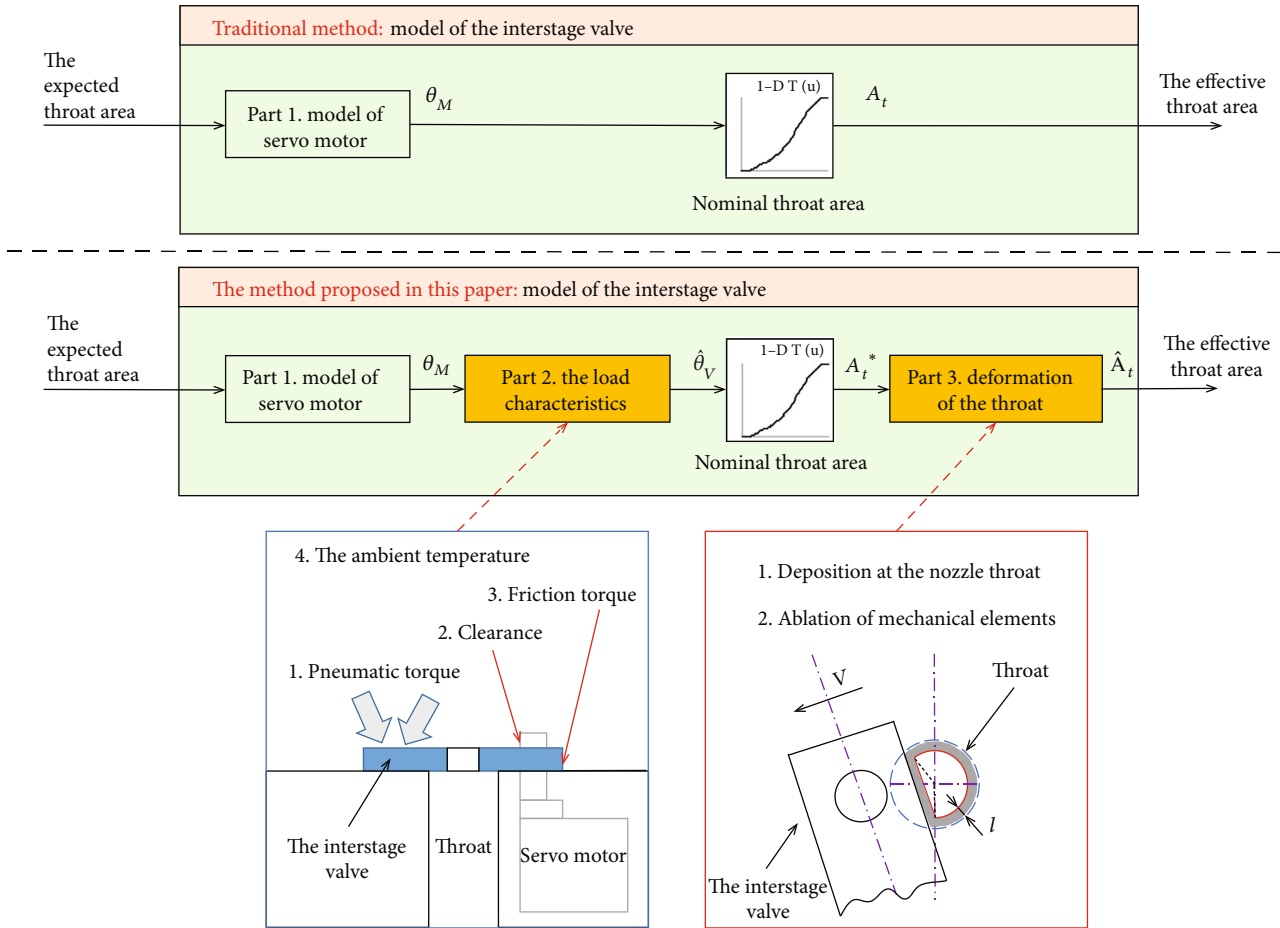 Traditional method: model of the interstage valve
The
expected
throat area
Part 1. model of
servo motor
θ_M
1–D T (u)
Nominal throat area
A_t
The effective
throat area
The method proposed in this paper: model of the interstage valve
The
expected
throat area
Part 1. model of
servo motor
θ_M
Part 2. the load
characteristics
θ̂_V
1–D T (u)
Nominal throat area
A_t*
Part 3. deformation
of the throat
Â_t
The effective
throat area
4. The ambient temperature
3. Friction torque
2. Clearance
1. Pneumatic torque
The interstage
valve
Throat
Servo motor
1. Deposition at the nozzle throat
2. Ablation of mechanical elements
Throat
V
l
The interstage
valve